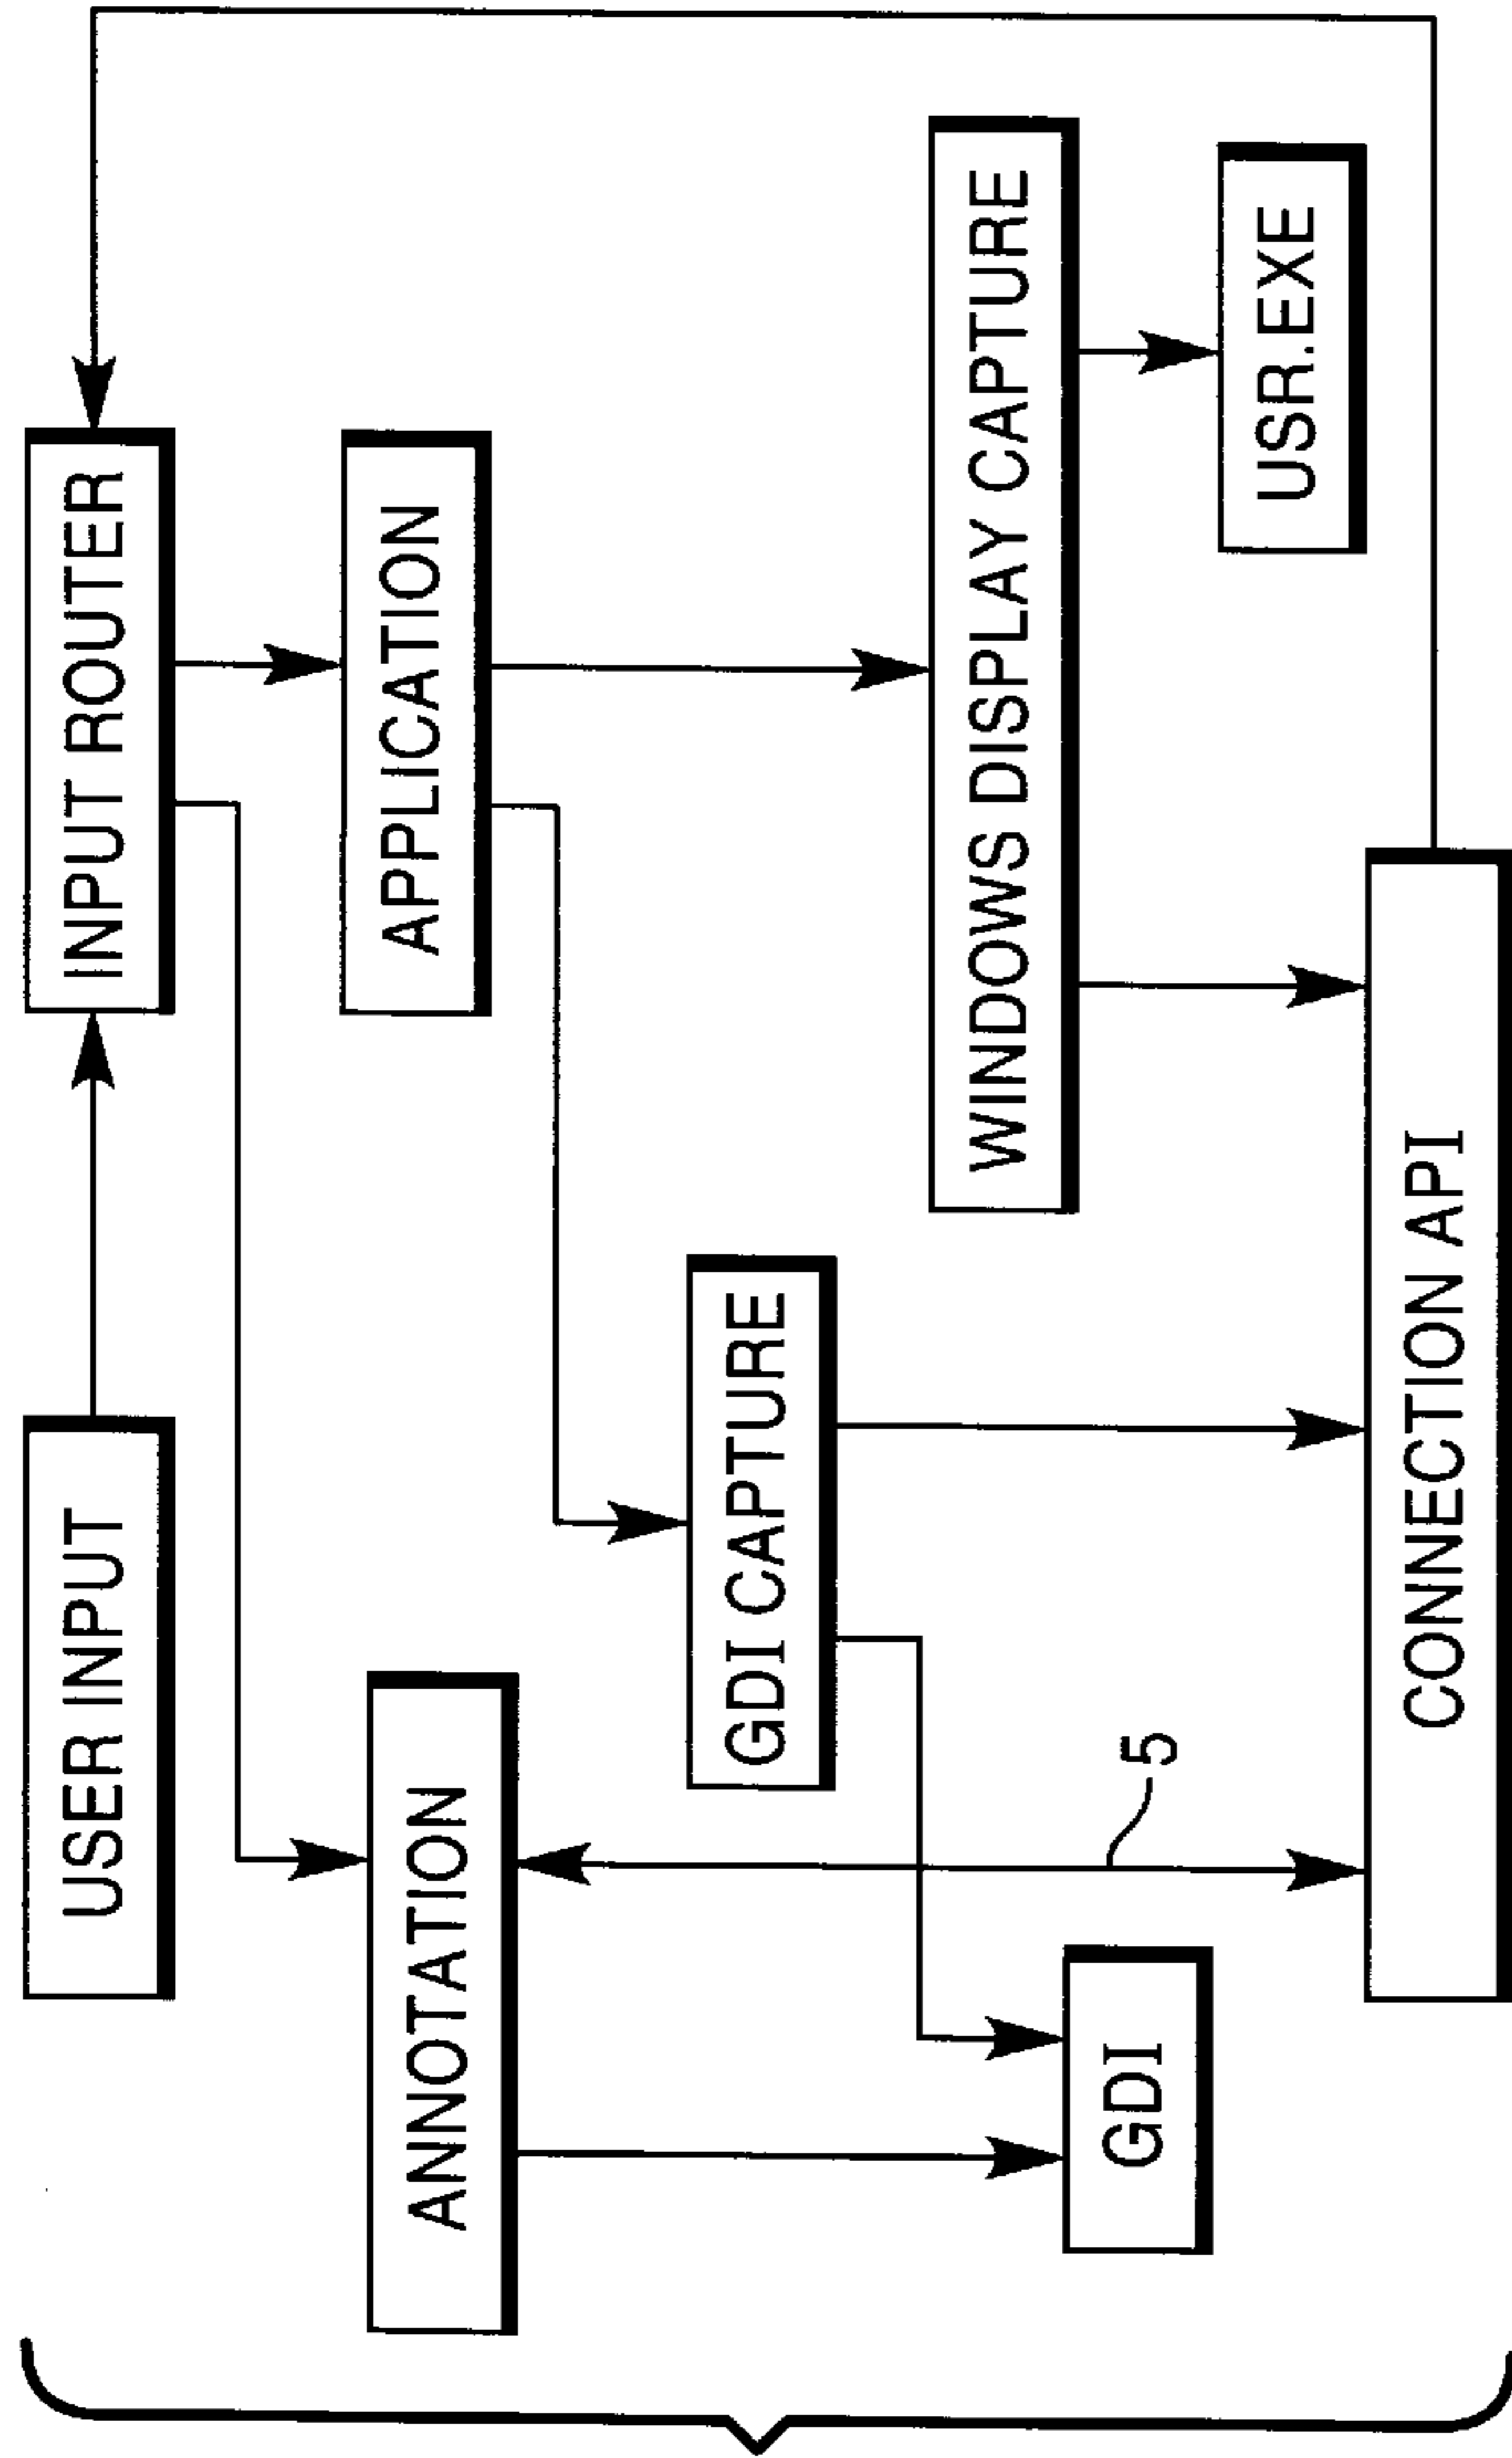 USER INPUT
INPUT ROUTER
ANNOTATION
APPLICATION
GDI CAPTURE
WINDOWS DISPLAY CAPTURE
5
GDI
USR.EXE
CONNECTION API